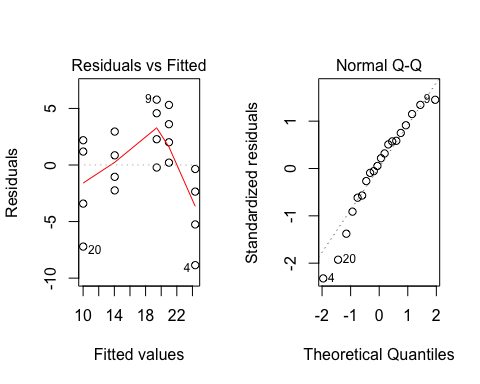 Residuals vs Fitted
Residuals
5
0
-5
-10
9
20
4
10 14 18 22
Fitted values
Normal Q-Q
Standardized residuals
1
0
-1
-2
9
20
4
-2 -1 0 1 2
Theoretical Quantiles